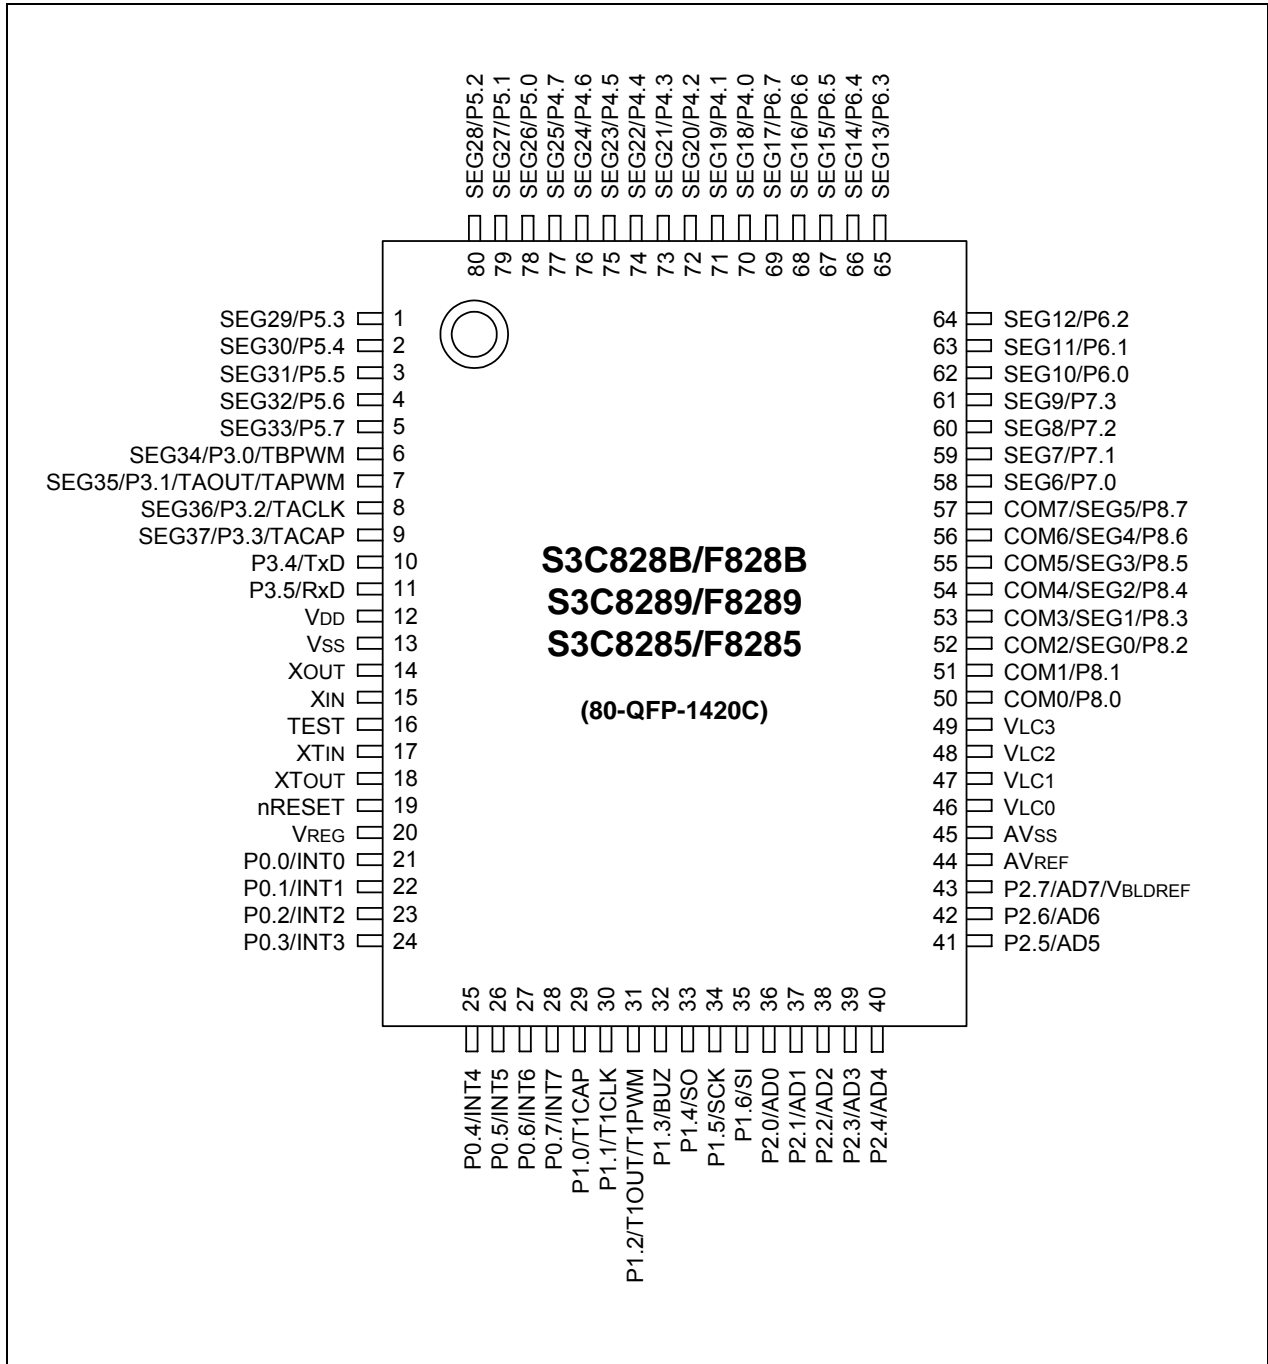 SEG28/P5.2
SEG27/P5.1
SEG26/P5.0
SEG25/P4.7
SEG24/P4.6
SEG23/P4.5
SEG22/P4.4
SEG21/P4.3
SEG20/P4.2
SEG19/P4.1
SEG18/P4.0
SEG17/P6.7
SEG16/P6.6
SEG15/P6.5
SEG14/P6.4
SEG13/P6.3
80 79 78 77 76 75 74 73 72 71 70 69 68 67 66 65
SEG29/P5.3 1
SEG30/P5.4 2
SEG31/P5.5 3
SEG32/P5.6 4
SEG33/P5.7 5
SEG34/P3.0/TBPWM 6
SEG35/P3.1/TAOUT/TAPWM 7
SEG36/P3.2/TACLK 8
SEG37/P3.3/TACAP 9
P3.4/TxD 10
P3.5/RxD 11
VDD 12
VSS 13
XOUT 14
XIN 15
TEST 16
XTIN 17
XTOUT 18
nRESET 19
VREG 20
P0.0/INT0 21
P0.1/INT1 22
P0.2/INT2 23
P0.3/INT3 24
S3C828B/F828B
S3C8289/F8289
S3C8285/F8285
(80-QFP-1420C)
64 SEG12/P6.2
63 SEG11/P6.1
62 SEG10/P6.0
61 SEG9/P7.3
60 SEG8/P7.2
59 SEG7/P7.1
58 SEG6/P7.0
57 COM7/SEG5/P8.7
56 COM6/SEG4/P8.6
55 COM5/SEG3/P8.5
54 COM4/SEG2/P8.4
53 COM3/SEG1/P8.3
52 COM2/SEG0/P8.2
51 COM1/P8.1
50 COM0/P8.0
49 VLC3
48 VLC2
47 VLC1
46 VLC0
45 AVSS
44 AVREF
43 P2.7/AD7/VBLDREF
42 P2.6/AD6
41 P2.5/AD5
25 26 27 28 29 30 31 32 33 34 35 36 37 38 39 40
P0.4/INT4
P0.5/INT5
P0.6/INT6
P0.7/INT7
P1.0/T1CAP
P1.1/T1CLK
P1.2/T1OUT/T1PWM
P1.3/BUZ
P1.4/SO
P1.5/SCK
P1.6/SI
P2.0/AD0
P2.1/AD1
P2.2/AD2
P2.3/AD3
P2.4/AD4